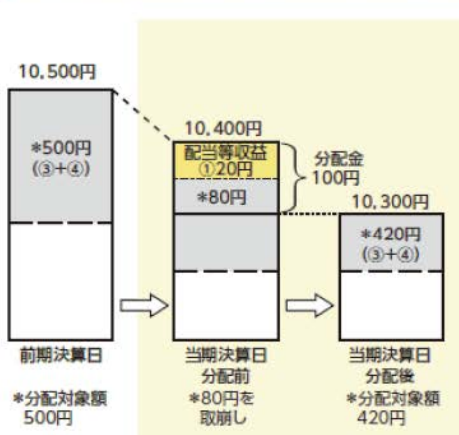 10,500円
*500円
(③+④)
前期決算日
*分配対象額
500円
10,400円
配当等収益
①20円
*80円
分配金
100円
当期決算日
分配前
*80円を
取崩し
10,300円
*420円
(③+④)
当期決算日
分配後
*分配対象額
420円